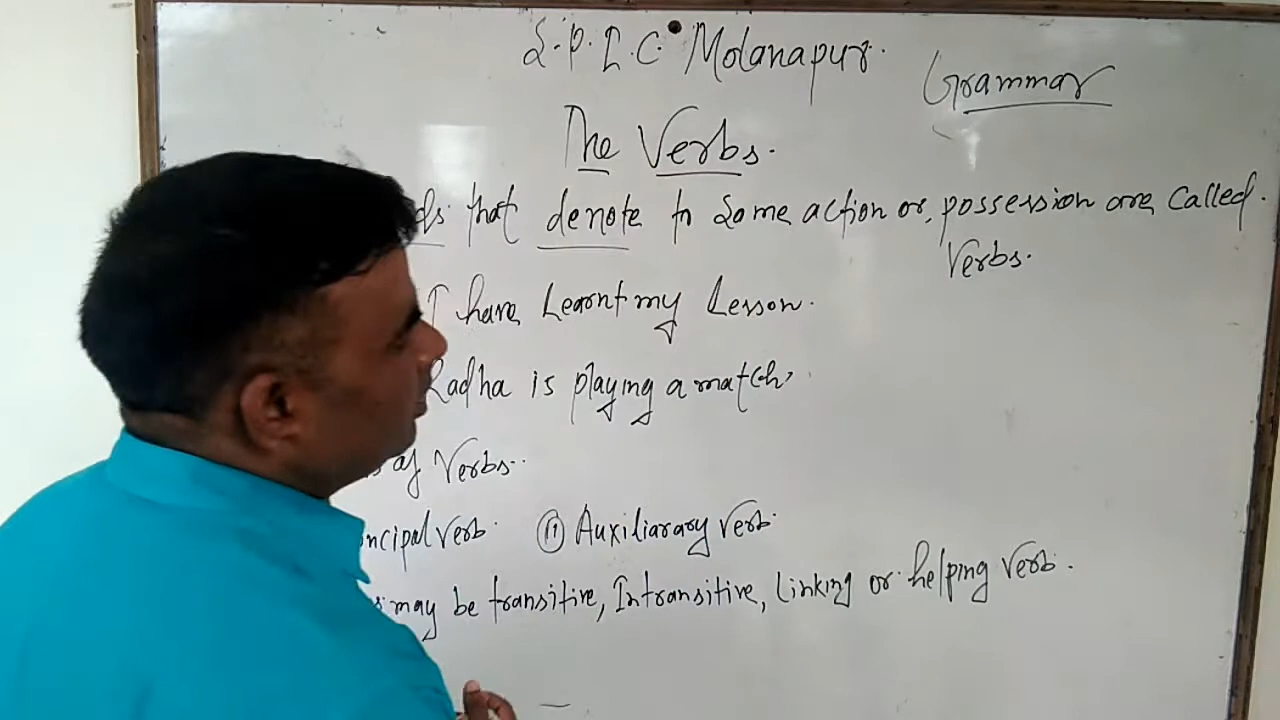 S.P.I.C. Molanapur.
Grammar
The Verbs.
ds that denote to Some action or, possession are Called.
Verbs.
I have Learnt my Lesson.
Radha is playing a match,
of Verbs..
ncipal verb. (II) Auxiliarary verb.
s may be transitive, Intransitive, Linking or helping verb.